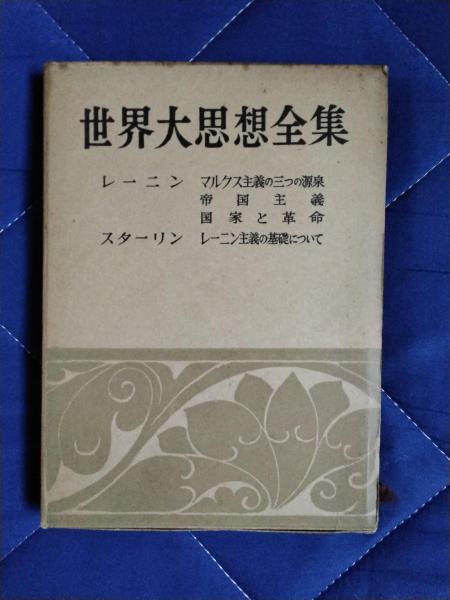 世界大思想全集
レーニン マルクス主義の三つの源泉
帝国主義
国家と革命
スターリン レーニン主義の基礎について